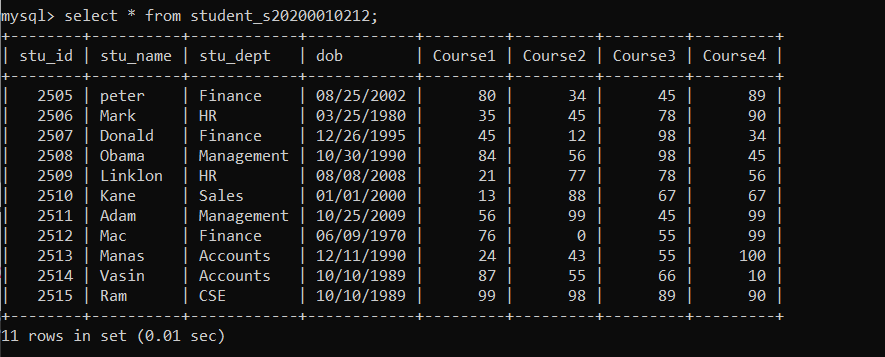 mysql> select * from student_s20200010212;
+--------+----------+------------+------------+---------+---------+---------+---------+
| stu_id | stu_name | stu_dept   | dob        | Course1 | Course2 | Course3 | Course4 |
+--------+----------+------------+------------+---------+---------+---------+---------+
|   2505 | peter    | Finance    | 08/25/2002 |      80 |      34 |      45 |      89 |
|   2506 | Mark     | HR         | 03/25/1980 |      35 |      45 |      78 |      90 |
|   2507 | Donald   | Finance    | 12/26/1995 |      45 |      12 |      98 |      34 |
|   2508 | Obama    | Management | 10/30/1990 |      84 |      56 |      98 |      45 |
|   2509 | Linklon  | HR         | 08/08/2008 |      21 |      77 |      78 |      56 |
|   2510 | Kane     | Sales      | 01/01/2000 |      13 |      88 |      67 |      67 |
|   2511 | Adam     | Management | 10/25/2009 |      56 |      99 |      45 |      99 |
|   2512 | Mac      | Finance    | 06/09/1970 |      76 |       0 |      55 |      99 |
|   2513 | Manas    | Accounts   | 12/11/1990 |      24 |      43 |      55 |     100 |
|   2514 | Vasin    | Accounts   | 10/10/1989 |      87 |      55 |      66 |      10 |
|   2515 | Ram      | CSE        | 10/10/1989 |      99 |      98 |      89 |      90 |
+--------+----------+------------+------------+---------+---------+---------+---------+
11 rows in set (0.01 sec)